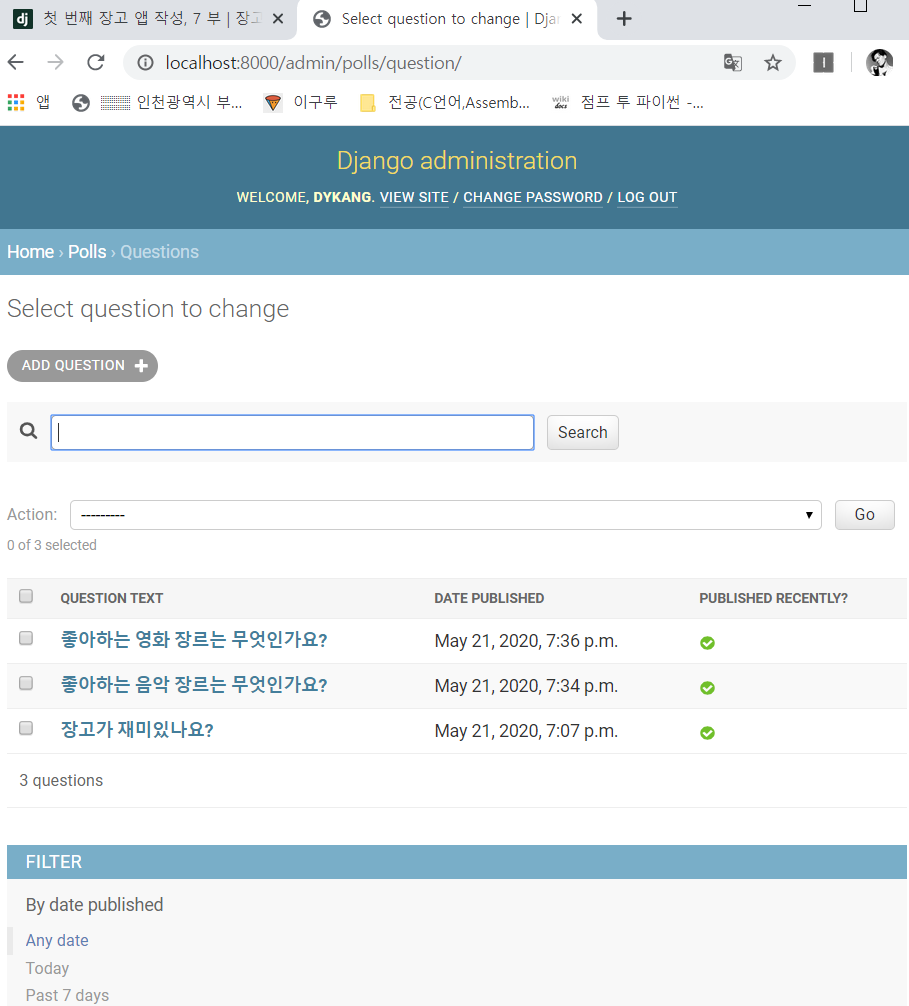 dj 첫 번째 장고 앱 작성, 7 부 | 장고
Select question to change | Dja
localhost:8000/admin/polls/question/
앱 인천광역시 부... 이구루 전공(C언어,Assemb... wiki docs 점프 투 파이썬 -...
Django administration
WELCOME, DYKANG. VIEW SITE / CHANGE PASSWORD / LOG OUT
Home › Polls › Questions
Select question to change
ADD QUESTION +
Search
Action: --------- Go
0 of 3 selected
QUESTION TEXT DATE PUBLISHED PUBLISHED RECENTLY?
좋아하는 영화 장르는 무엇인가요? May 21, 2020, 7:36 p.m.
좋아하는 음악 장르는 무엇인가요? May 21, 2020, 7:34 p.m.
장고가 재미있나요? May 21, 2020, 7:07 p.m.
3 questions
FILTER
By date published
Any date
Today
Past 7 days